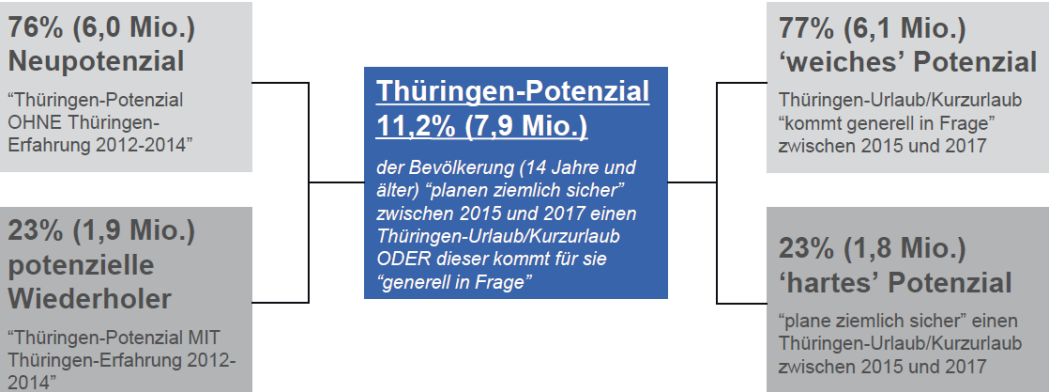 76% (6,0 Mio.)
Neupotenzial
“Thüringen-Potenzial
OHNE Thüringen-
Erfahrung 2012-2014”
23% (1,9 Mio.)
potenzielle
Wiederholer
“Thüringen-Potenzial MIT
Thüringen-Erfahrung 2012-
2014”
Thüringen-Potenzial
11,2% (7,9 Mio.)
der Bevölkerung (14 Jahre und
älter) “planen ziemlich sicher”
zwischen 2015 und 2017 einen
Thüringen-Urlaub/Kurzurlaub
ODER dieser kommt für sie
“generell in Frage”
77% (6,1 Mio.)
‘weiches’ Potenzial
Thüringen-Urlaub/Kurzurlaub
“kommt generell in Frage”
zwischen 2015 und 2017
23% (1,8 Mio.)
‘hartes’ Potenzial
“plane ziemlich sicher” einen
Thüringen-Urlaub/Kurzurlaub
zwischen 2015 und 2017